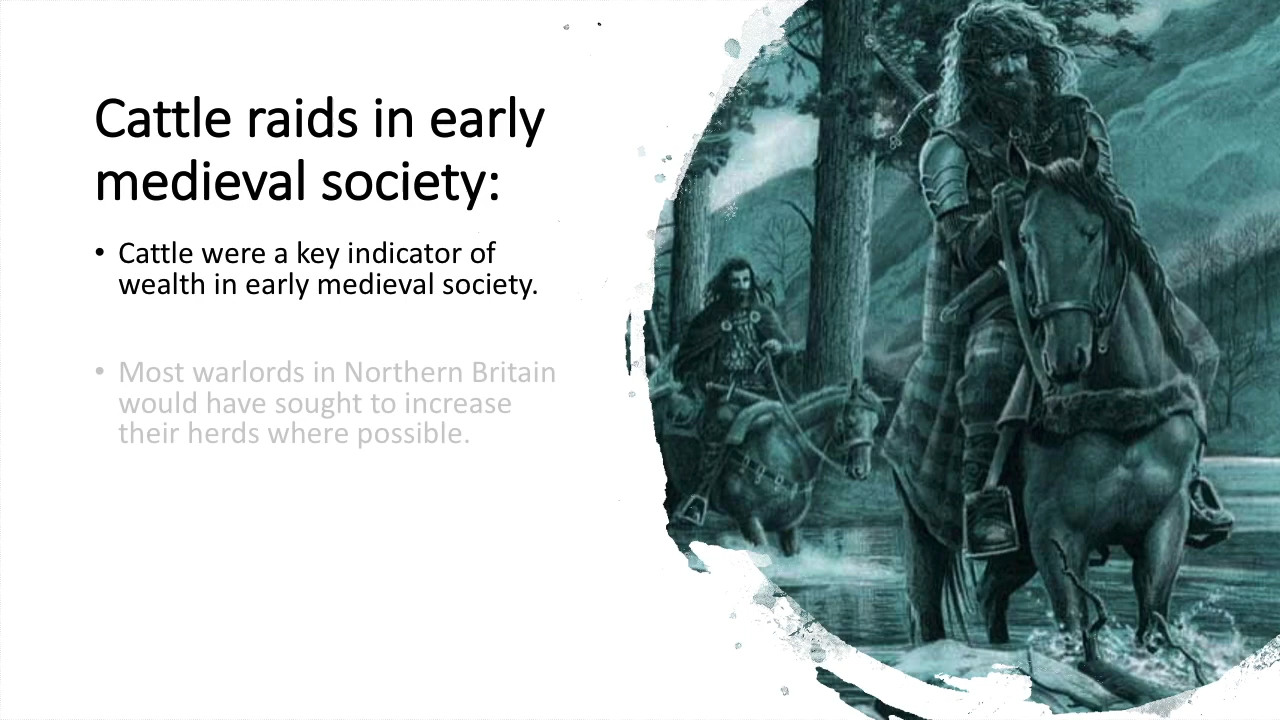 Cattle raids in early
medieval society:
• Cattle were a key indicator of
wealth in early medieval society.
• Most warlords in Northern Britain
would have sought to increase
their herds where possible.